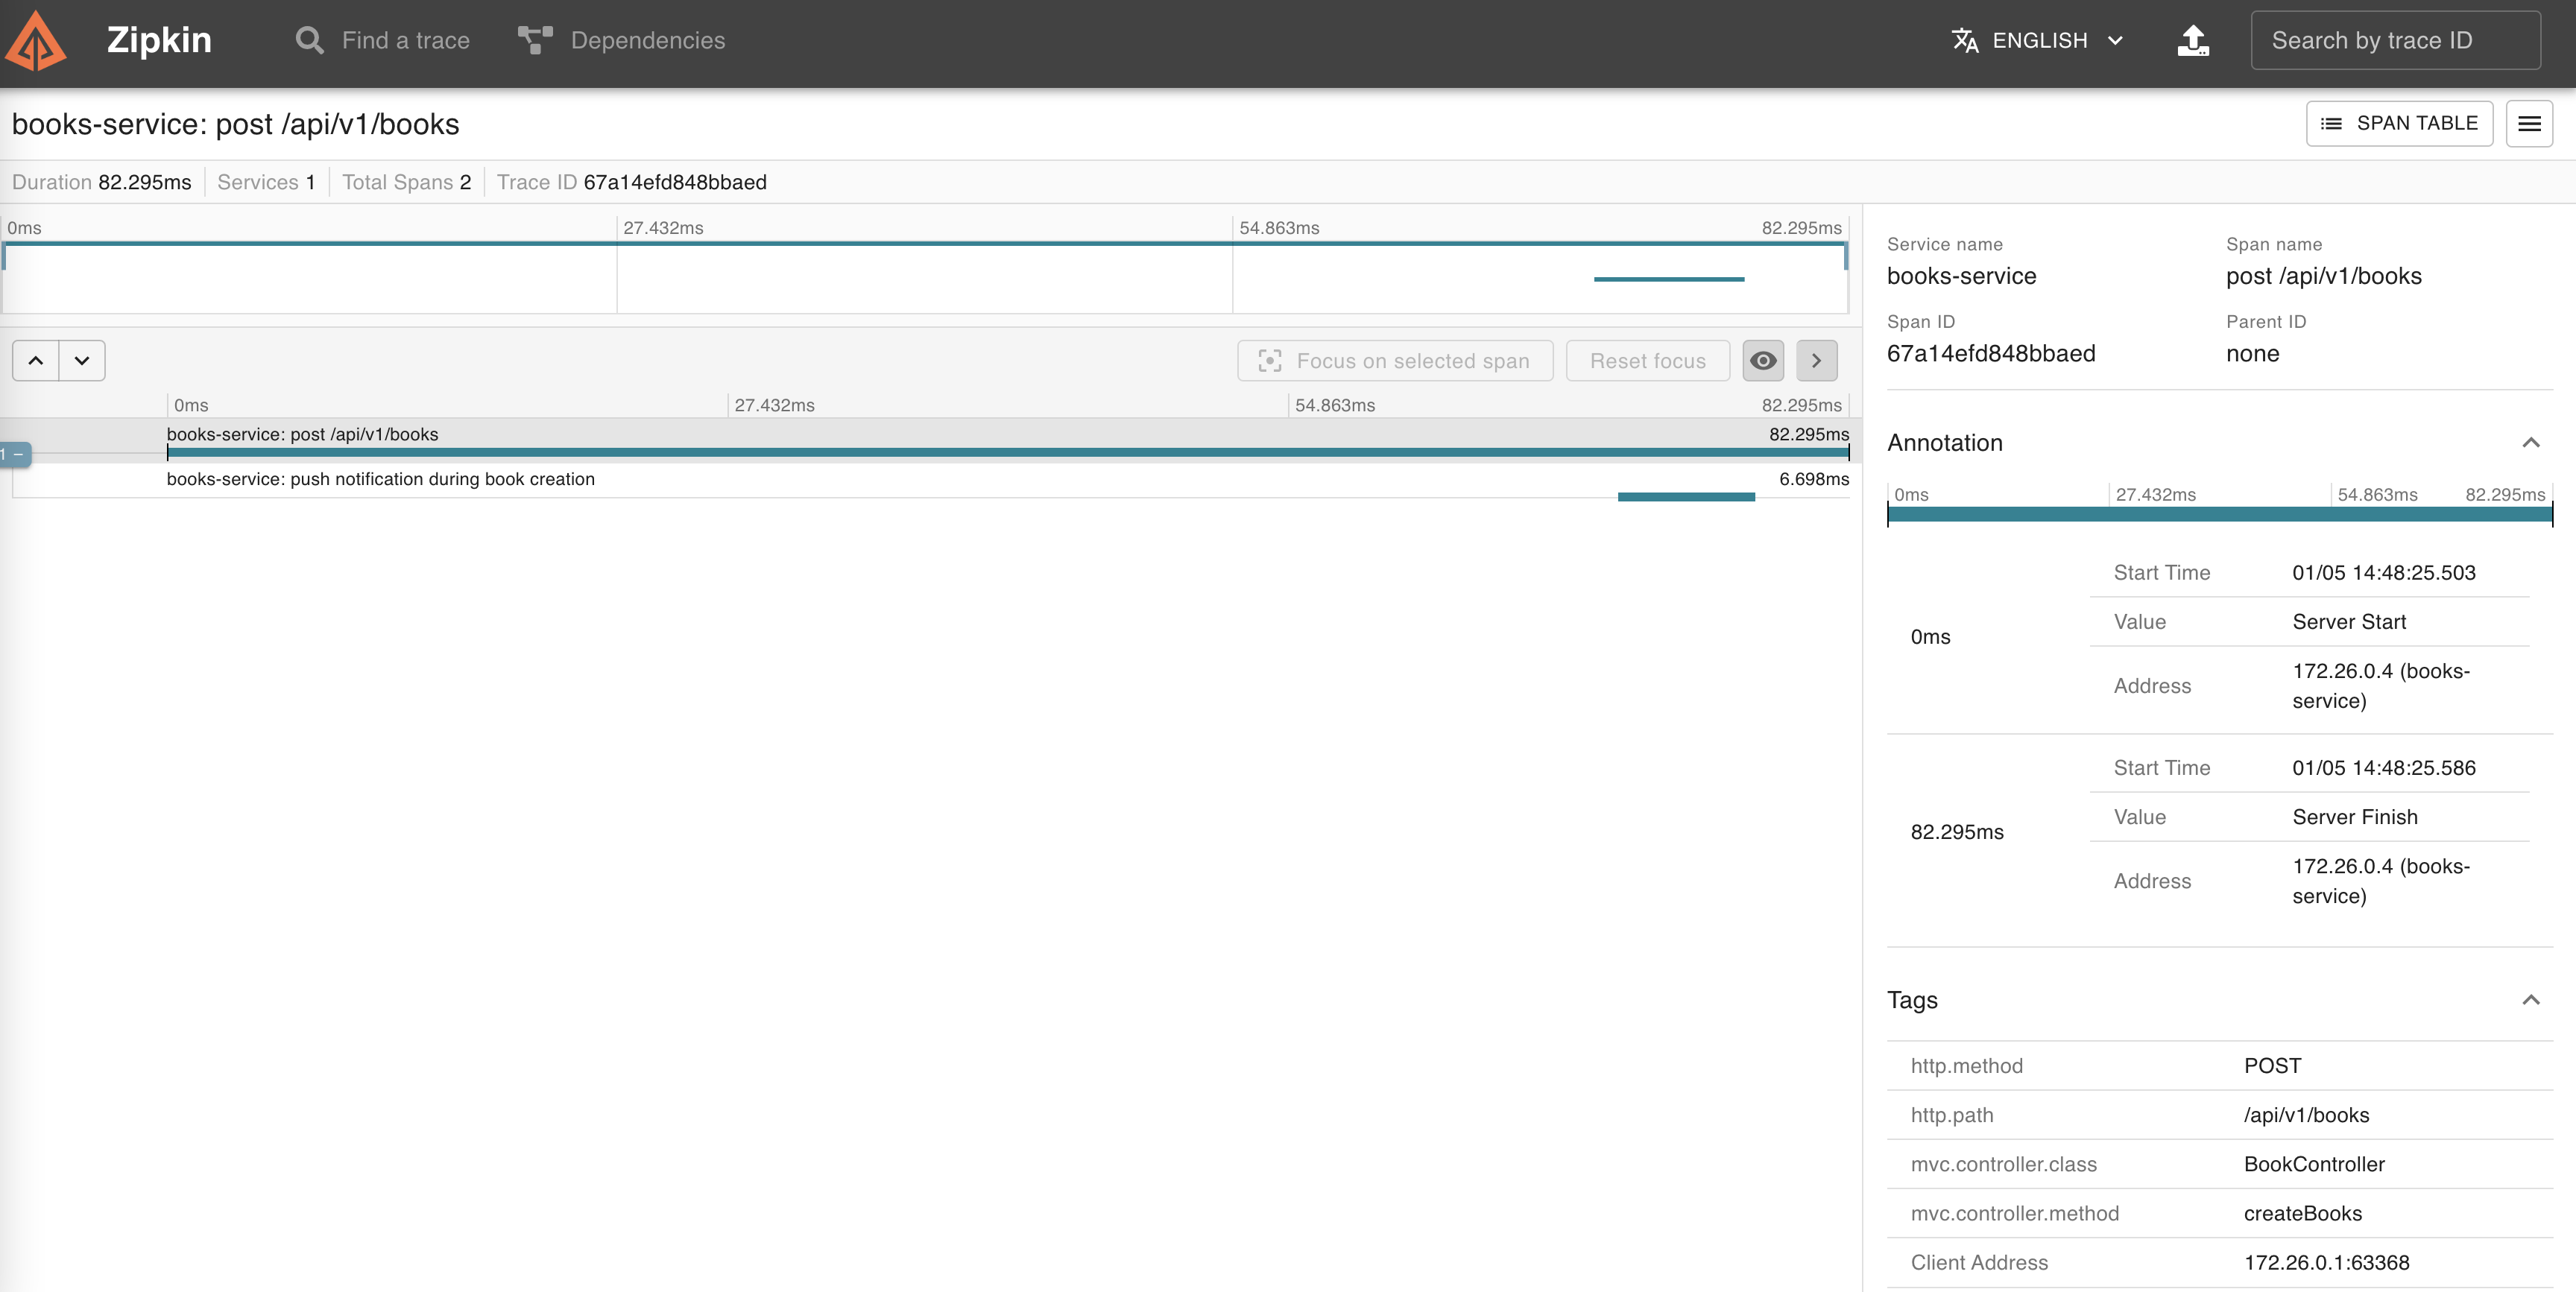 Zipkin
Find a trace
Dependencies
ENGLISH
Search by trace ID
books-service: post /api/v1/books
SPAN TABLE
Duration 82.295ms
Services 1
Total Spans 2
Trace ID 67a14efd848bbaed
0ms
27.432ms
54.863ms
82.295ms
Focus on selected span
Reset focus
0ms
27.432ms
54.863ms
82.295ms
books-service: post /api/v1/books
82.295ms
1 −
books-service: push notification during book creation
6.698ms
Service name
Span name
books-service
post /api/v1/books
Span ID
Parent ID
67a14efd848bbaed
none
Annotation
0ms
27.432ms
54.863ms
82.295ms
0ms
Start Time
01/05 14:48:25.503
Value
Server Start
Address
172.26.0.4 (books-
service)
82.295ms
Start Time
01/05 14:48:25.586
Value
Server Finish
Address
172.26.0.4 (books-
service)
Tags
http.method
POST
http.path
/api/v1/books
mvc.controller.class
BookController
mvc.controller.method
createBooks
Client Address
172.26.0.1:63368